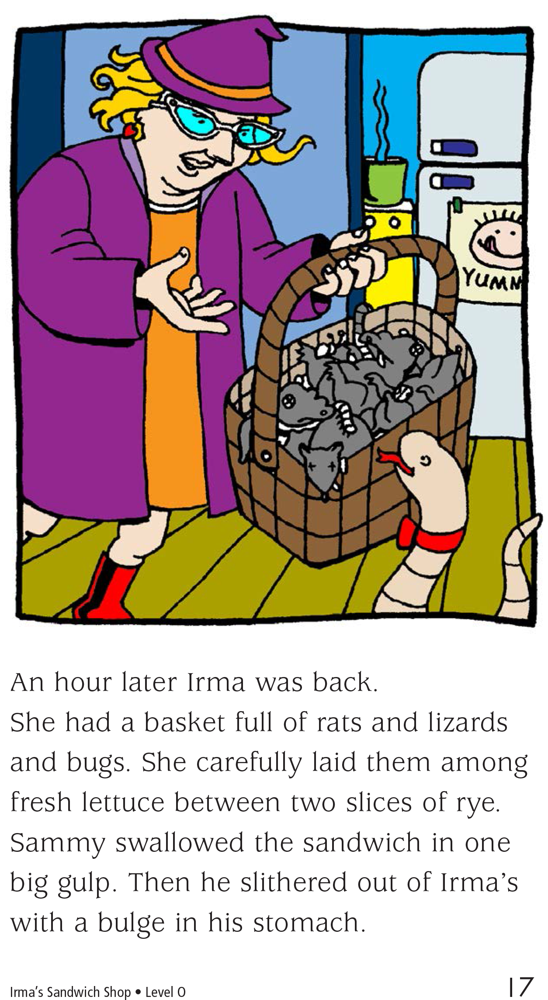 YUMM
An hour later Irma was back.
She had a basket full of rats and lizards
and bugs. She carefully laid them among
fresh lettuce between two slices of rye.
Sammy swallowed the sandwich in one
big gulp. Then he slithered out of Irma’s
with a bulge in his stomach.
Irma’s Sandwich Shop • Level O
17